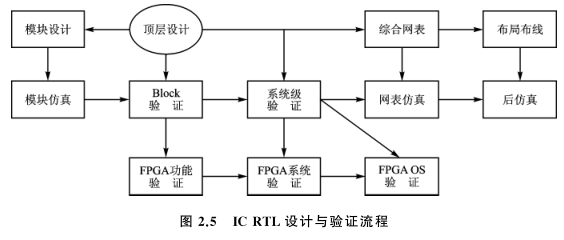 模块设计
顶层设计
综合网表
布局布线
模块仿真
Block
验 证
系统级
验 证
网表仿真
后仿真
FPGA功能
验 证
FPGA系统
验 证
FPGA OS
验 证
图 2.5 IC RTL 设计与验证流程